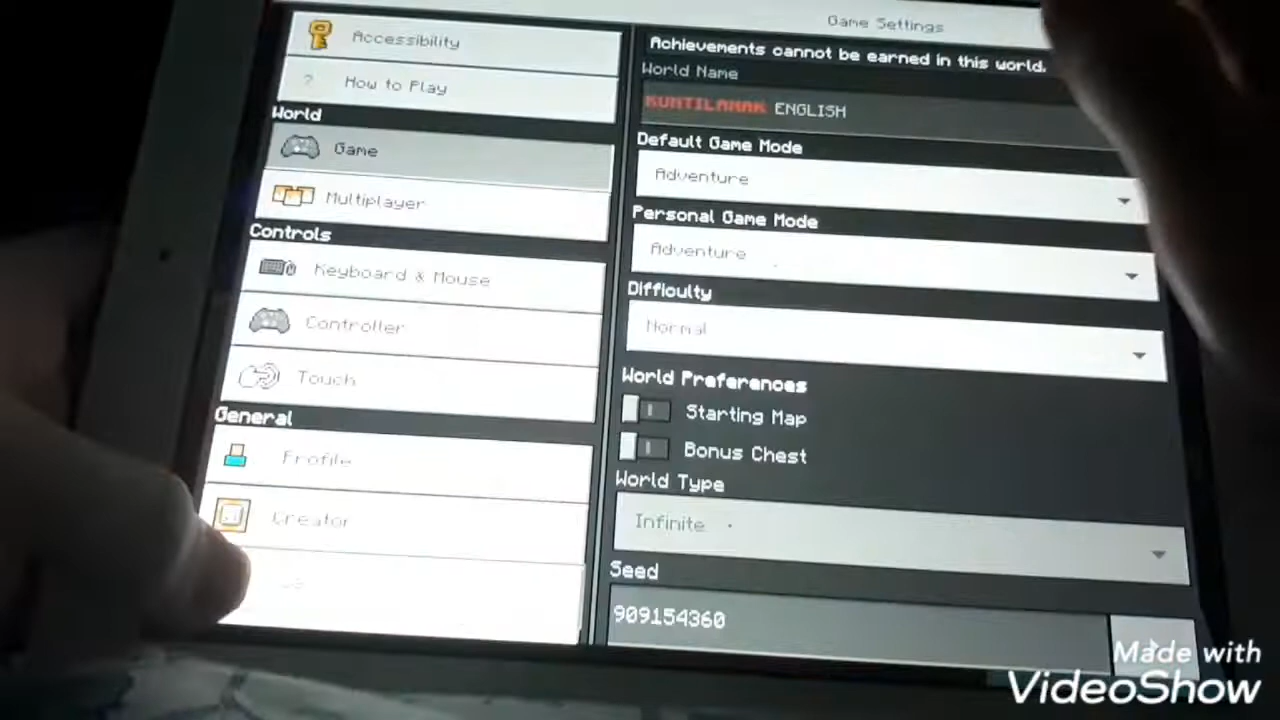 Game Settings
Accessibility
? How to Play
World
Game
Multiplayer
Controls
Keyboard & Mouse
Controller
Touch
General
Profile
Creator
Achievements cannot be earned in this world.
World Name
KUNTILANAK ENGLISH
Default Game Mode
Adventure
Personal Game Mode
Adventure
Difficulty
Normal
World Preferences
Starting Map
Bonus Chest
World Type
Infinite
Seed
909154360
Made with
VideoShow